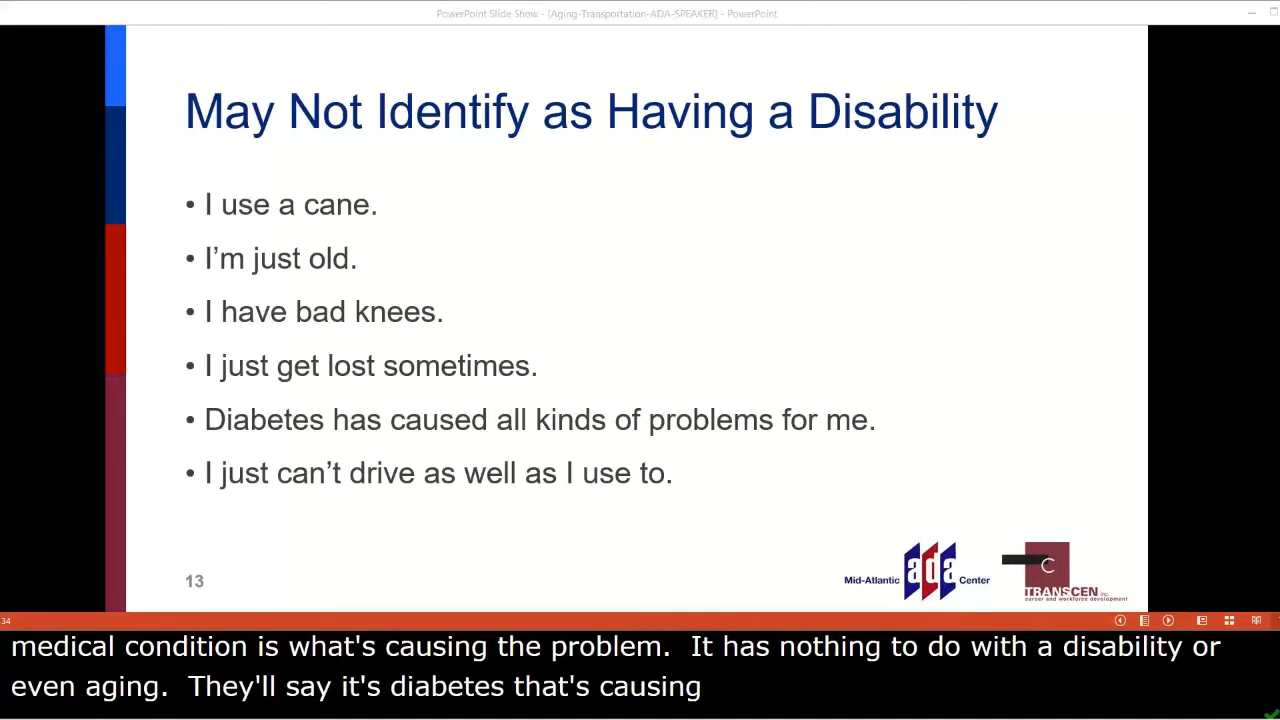 PowerPoint Slide Show - [Aging-Transportation-ADA-SPEAKER] - PowerPoint
May Not Identify as Having a Disability
• I use a cane.
• I'm just old.
• I have bad knees.
• I just get lost sometimes.
• Diabetes has caused all kinds of problems for me.
• I just can't drive as well as I use to.
13
Mid-Atlantic ada Center
C
TRANSCEN inc.
career and workforce development
34
medical condition is what's causing the problem. It has nothing to do with a disability or
even aging. They'll say it's diabetes that's causing